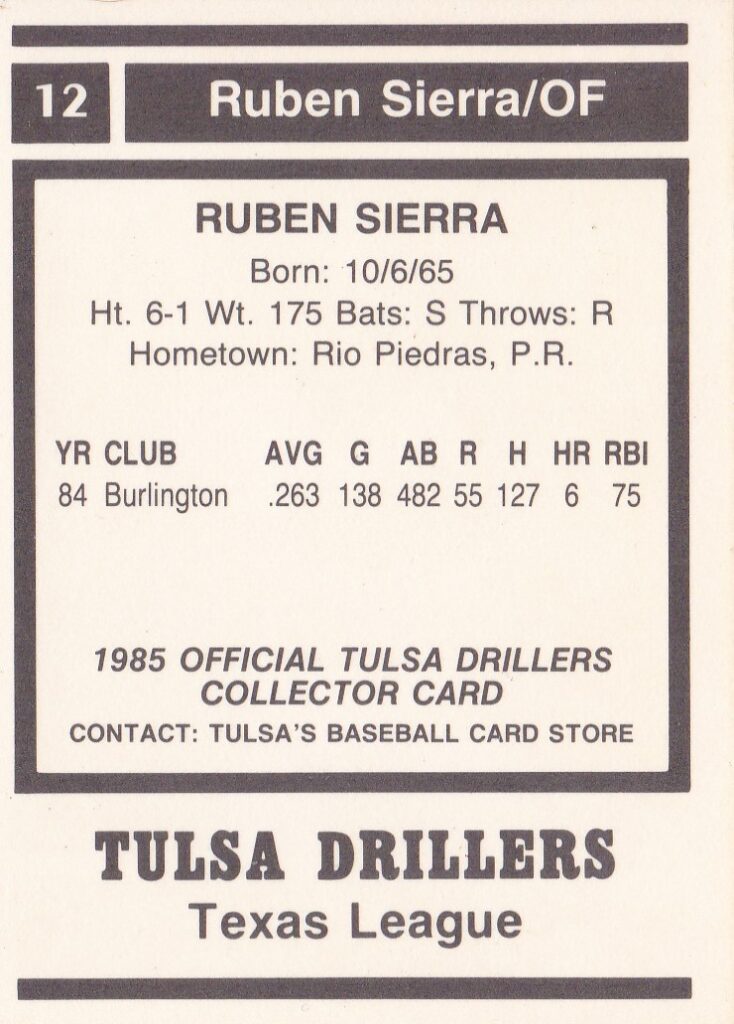 12 Ruben Sierra/OF
RUBEN SIERRA
Born: 10/6/65
Ht. 6-1 Wt. 175 Bats: S Throws: R
Hometown: Rio Piedras, P.R.
YR CLUB AVG G AB R H HR RBI
84 Burlington .263 138 482 55 127 6 75
1985 OFFICIAL TULSA DRILLERS
COLLECTOR CARD
CONTACT: TULSA'S BASEBALL CARD STORE
TULSA DRILLERS
Texas League